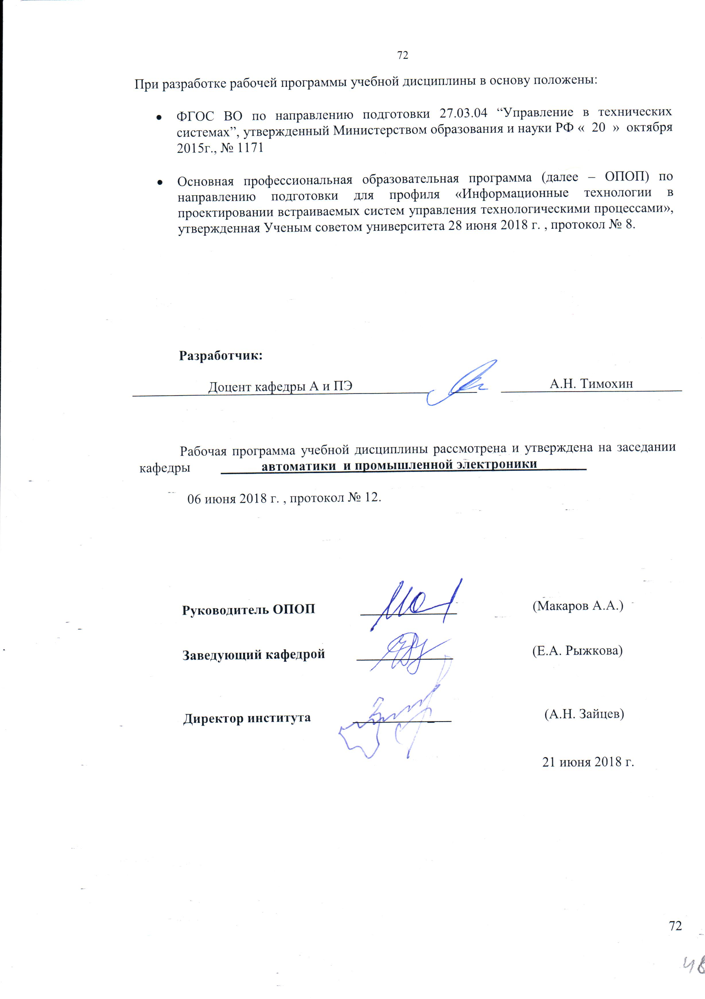 72
При разработке рабочей программы учебной дисциплины в основу положены:
• ФГОС ВО по направлению подготовки 27.03.04 “Управление в технических
системах”, утвержденный Министерством образования и науки РФ « 20 » октября
2015г., № 1171
• Основная профессиональная образовательная программа (далее – ОПОП) по
направлению подготовки для профиля «Информационные технологии в
проектировании встраиваемых систем управления технологическими процессами»,
утвержденная Ученым советом университета 28 июня 2018 г. , протокол № 8.
Разработчик:
Доцент кафедры А и ПЭ А.Н. Тимохин
Рабочая программа учебной дисциплины рассмотрена и утверждена на заседании
кафедры автоматики и промышленной электроники
06 июня 2018 г. , протокол № 12.
Руководитель ОПОП (Макаров А.А.)
Заведующий кафедрой (Е.А. Рыжкова)
Директор института (А.Н. Зайцев)
21 июня 2018 г.
72